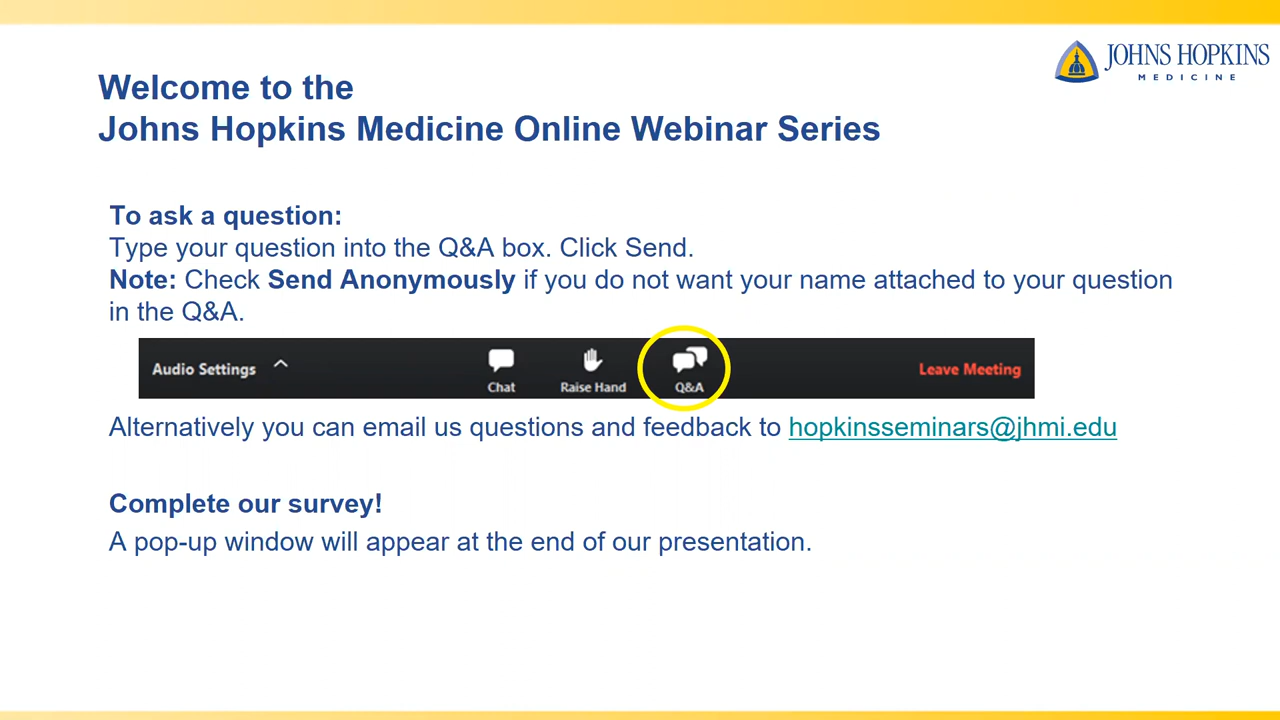 JOHNS HOPKINS
MEDICINE
Welcome to the
Johns Hopkins Medicine Online Webinar Series
To ask a question:
Type your question into the Q&A box. Click Send.
Note: Check Send Anonymously if you do not want your name attached to your question
in the Q&A.
Audio Settings
Chat
Raise Hand
Q&A
Leave Meeting
Alternatively you can email us questions and feedback to hopkinsseminars@jhmi.edu
Complete our survey!
A pop-up window will appear at the end of our presentation.